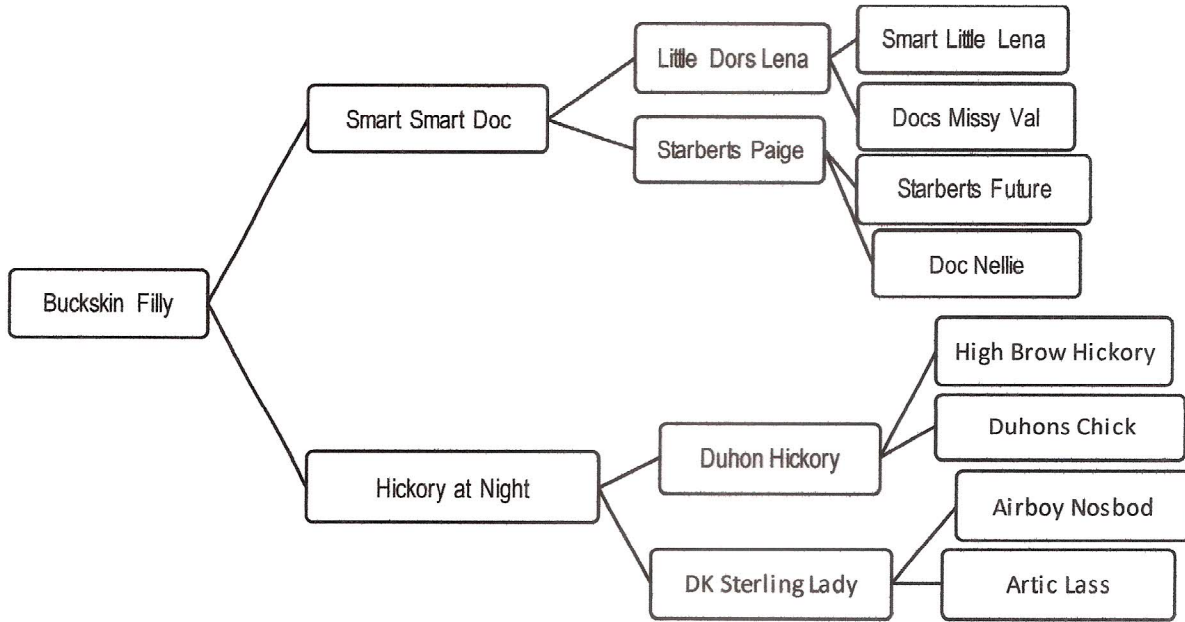 Smart Little Lena
Little Dors Lena
Docs Missy Val
Smart Smart Doc
Starberts Paige
Starberts Future
Doc Nellie
Buckskin Filly
High Brow Hickory
Duhons Chick
Duhon Hickory
Hickory at Night
Airboy Nosbod
DK Sterling Lady
Artic Lass